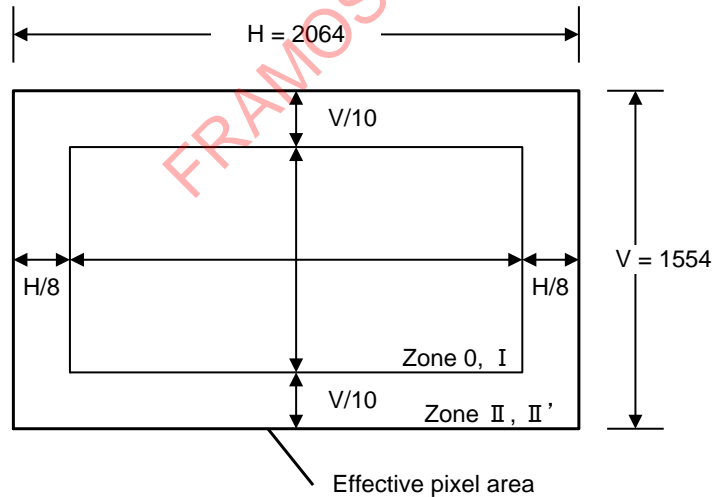 H = 2064
FRAMOS
V/10
V = 1554
H/8
H/8
Zone 0, Ⅰ
V/10
Zone Ⅱ, Ⅱ’
Effective pixel area